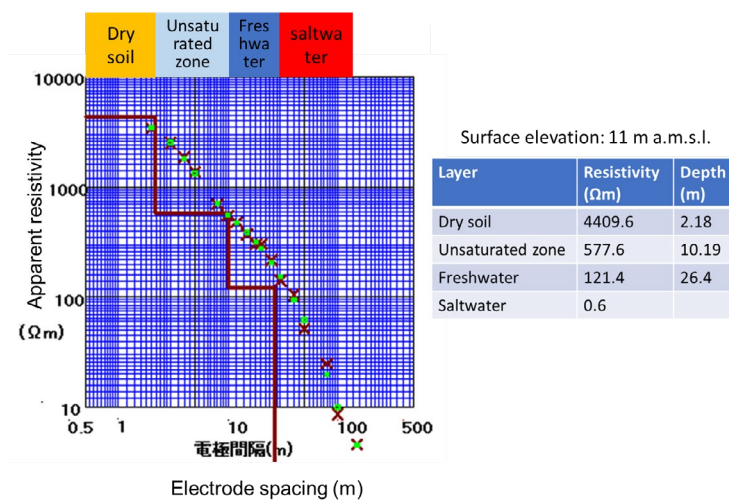 Dry
soil
Unsatu
rated
zone
Fres
hwa
ter
saltwa
ter
10000
1000
100
10
Apparent resistivity
(Ωm)
0.5 1 10 100 500
電極間隔(m)
Electrode spacing (m)
Surface elevation: 11 m a.m.s.l.
Layer Resistivity (Ωm) Depth (m)
Dry soil 4409.6 2.18
Unsaturated zone 577.6 10.19
Freshwater 121.4 26.4
Saltwater 0.6